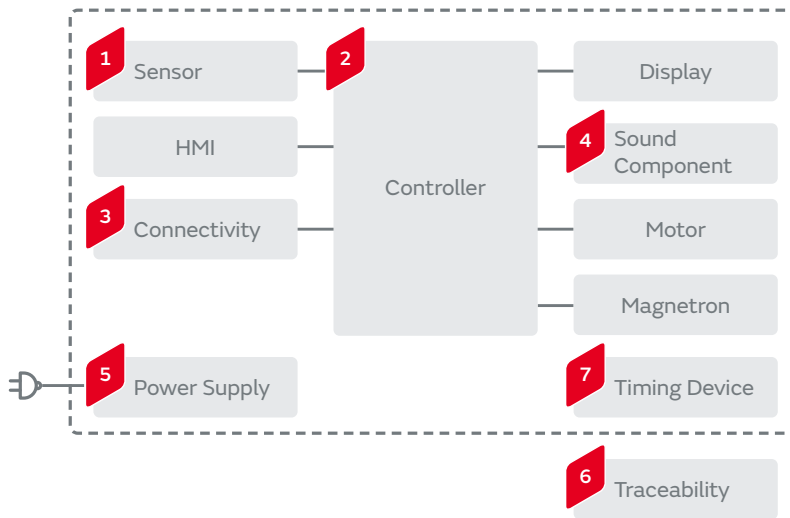 1
Sensor
2
Display
HMI
Controller
4
Sound
Component
3
Connectivity
Motor
Magnetron
5
Power Supply
7
Timing Device
6
Traceability